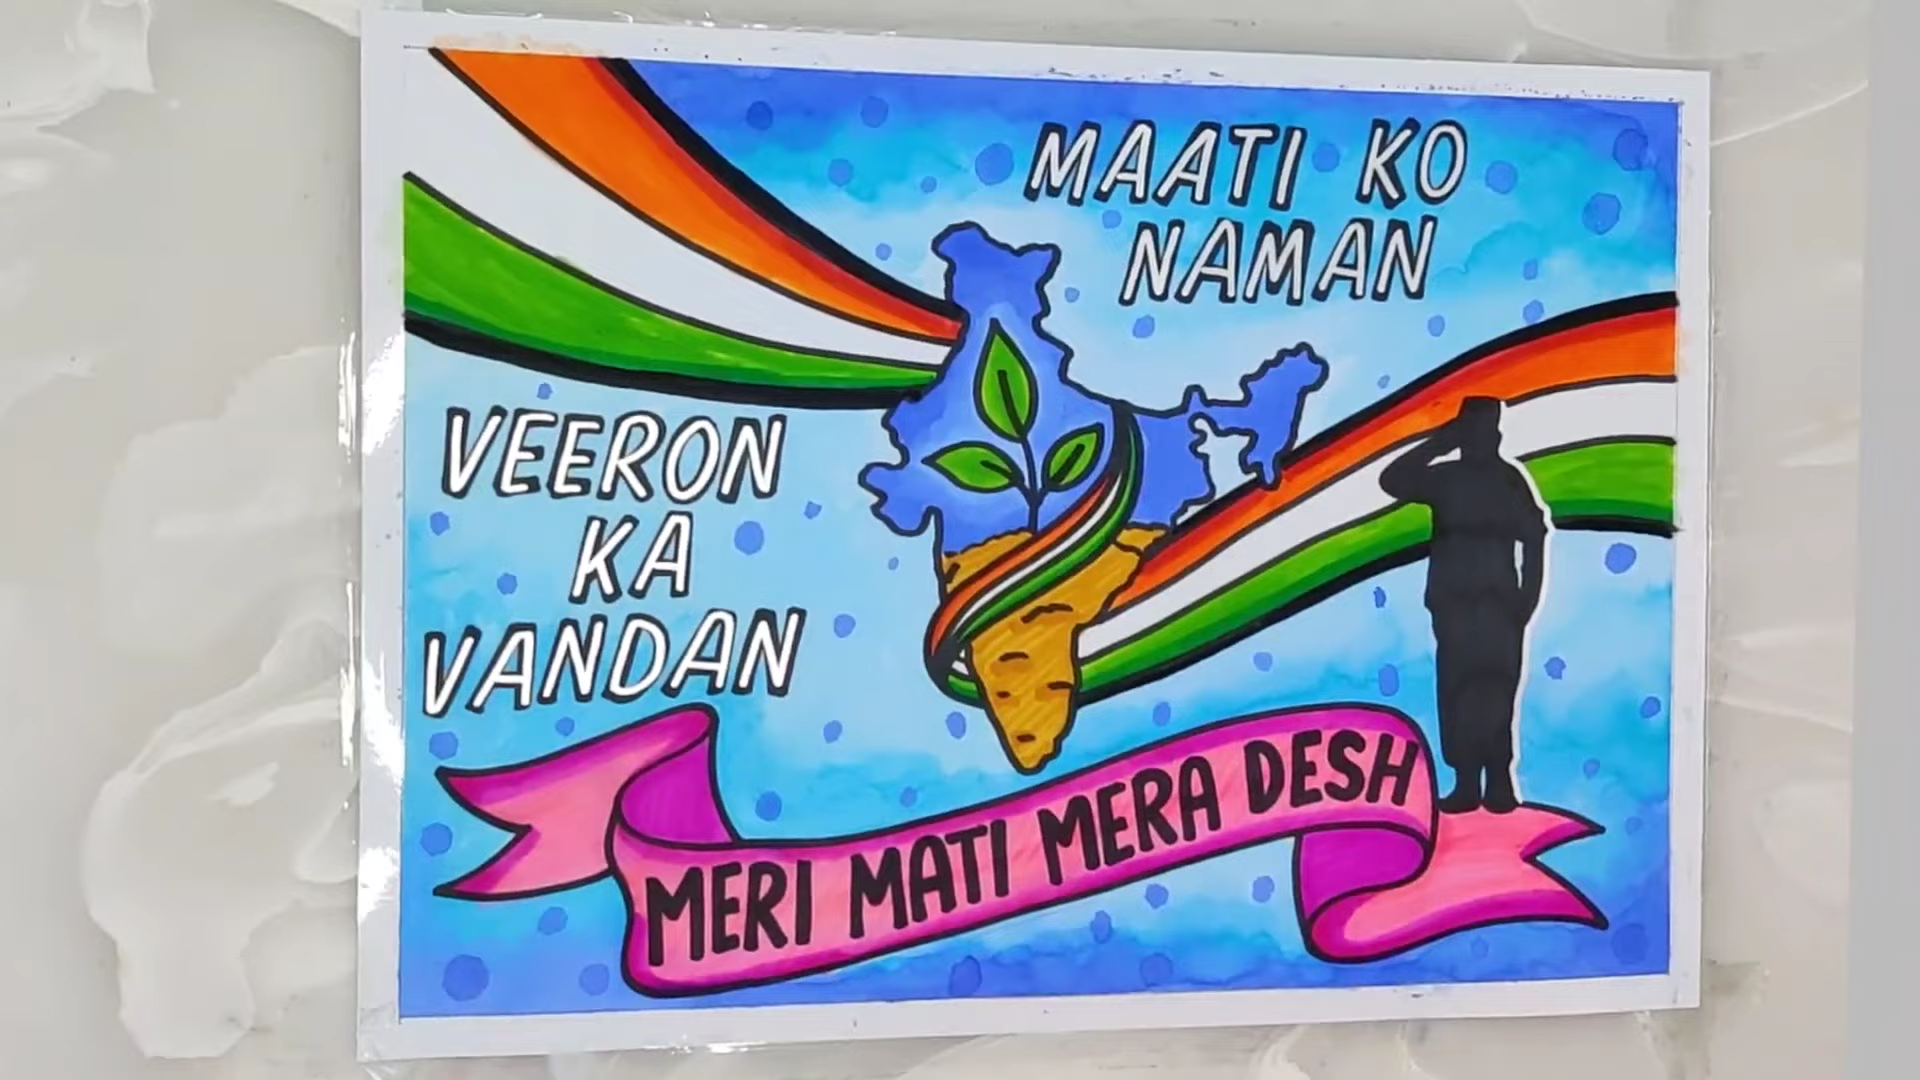 MAATI KO
NAMAN
VEERON
KA
VANDAN
MERI MATI MERA DESH